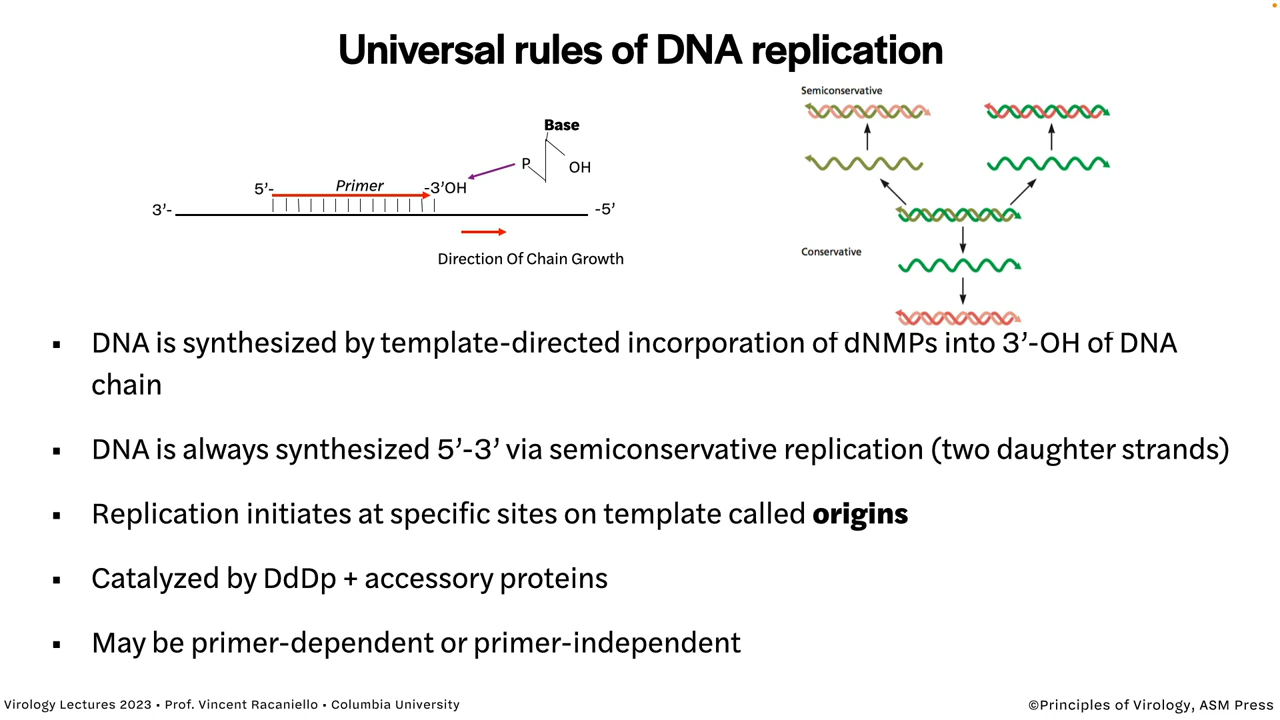 Universal rules of DNA replication
Base
P
OH
5’-
Primer
-3’OH
3’-
-5’
Direction Of Chain Growth
Semiconservative
Conservative
▪ DNA is synthesized by template-directed incorporation of dNMPs into 3’-OH of DNA
chain
▪ DNA is always synthesized 5’-3’ via semiconservative replication (two daughter strands)
▪ Replication initiates at specific sites on template called origins
▪ Catalyzed by DdDp + accessory proteins
▪ May be primer-dependent or primer-independent
Virology Lectures 2023 • Prof. Vincent Racaniello • Columbia University
©Principles of Virology, ASM Press